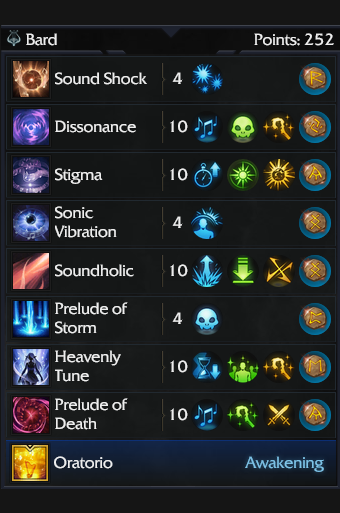 Bard Points: 252
Sound Shock 4
Dissonance 10
Stigma 10
Sonic
Vibration 4
Soundholic 10
Prelude of
Storm 4
Heavenly
Tune 10
Prelude of
Death 10
Oratorio Awakening